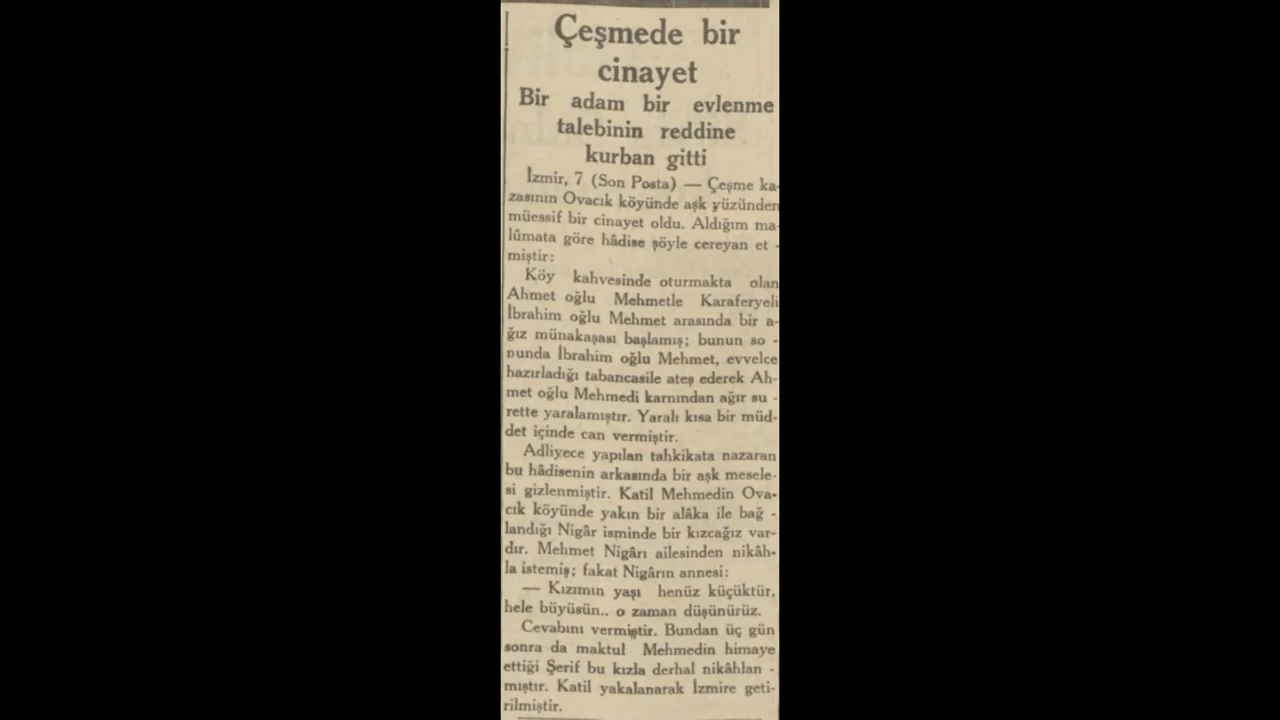 Çeşmede bir
cinayet
Bir adam bir evlenme
talebinin reddine
kurban gitti
İzmir, 7 (Son Posta) — Çeşme ka-
zasının Ovacık köyünde aşk yüzünden
müessif bir cinayet oldu. Aldığım ma-
lûmata göre hâdise şöyle cereyan et -
miştir:
Köy kahvesinde oturmakta olan
Ahmet oğlu Mehmetle Karaferyeli
İbrahim oğlu Mehmet arasında bir a-
ğız münakaşası başlamış; bunun so -
nunda İbrahim oğlu Mehmet, evvelce
hazırladığı tabancasile ateş ederek Ah-
met oğlu Mehmedi karnından ağır su -
rette yaralamıştır. Yaralı kısa bir müd-
det içinde can vermiştir.
Adliyece yapılan tahkikata nazaran
bu hâdisenin arkasında bir aşk mesele-
si gizlenmiştir. Katil Mehmedin Ova-
cık köyünde yakın bir alâka ile bağ -
landığı Nigâr isminde bir kızcağız var-
dır. Mehmet Nigârı ailesinden nikâh-
la istemiş; fakat Nigârın annesi:
— Kızımın yaşı henüz küçüktür,
hele büyüsün.. o zaman düşünürüz.
Cevabını vermiştir. Bundan üç gün
sonra da maktul Mehmedin himaye
ettiği Şerif bu kızla derhal nikâhlan -
mıştır. Katil yakalanarak İzmire geti-
rilmiştir.